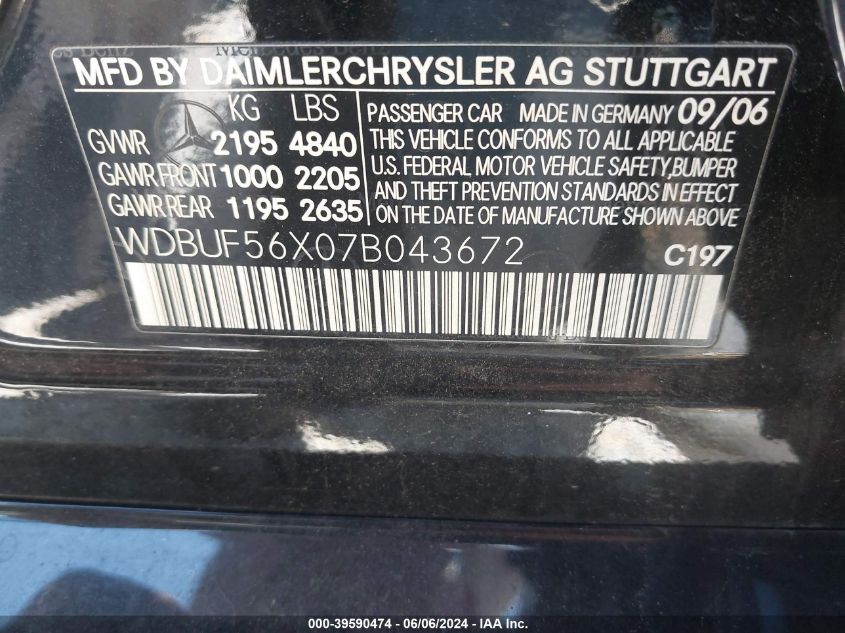 Mercedes-Benz
MFD BY DAIMLERCHRYSLER AG STUTTGART
KG LBS
GVWR 2195 4840
GAWR FRONT 1000 2205
GAWR REAR 1195 2635
PASSENGER CAR MADE IN GERMANY 09/06
THIS VEHICLE CONFORMS TO ALL APPLICABLE
U.S. FEDERAL MOTOR VEHICLE SAFETY,BUMPER
AND THEFT PREVENTION STANDARDS IN EFFECT
ON THE DATE OF MANUFACTURE SHOWN ABOVE
WDBUF56X07B043672
C197
000-39590474 - 06/06/2024 - © IAA Inc.